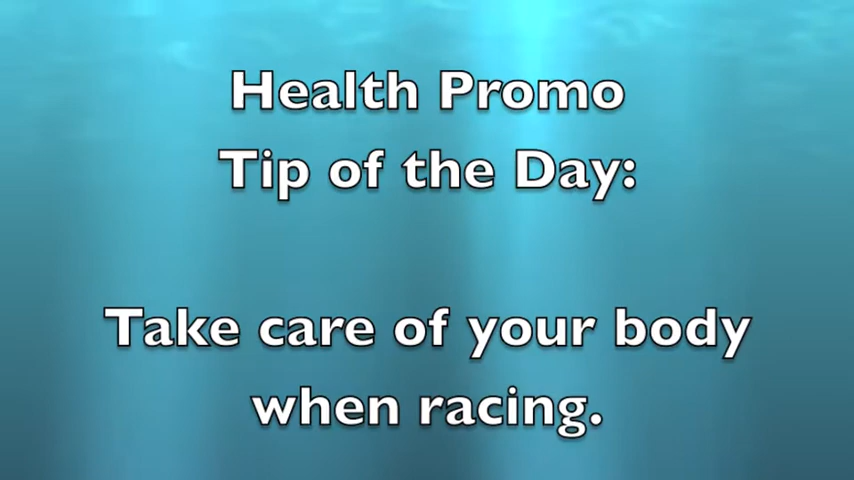 Health Promo
Tip of the Day:
Take care of your body
when racing.